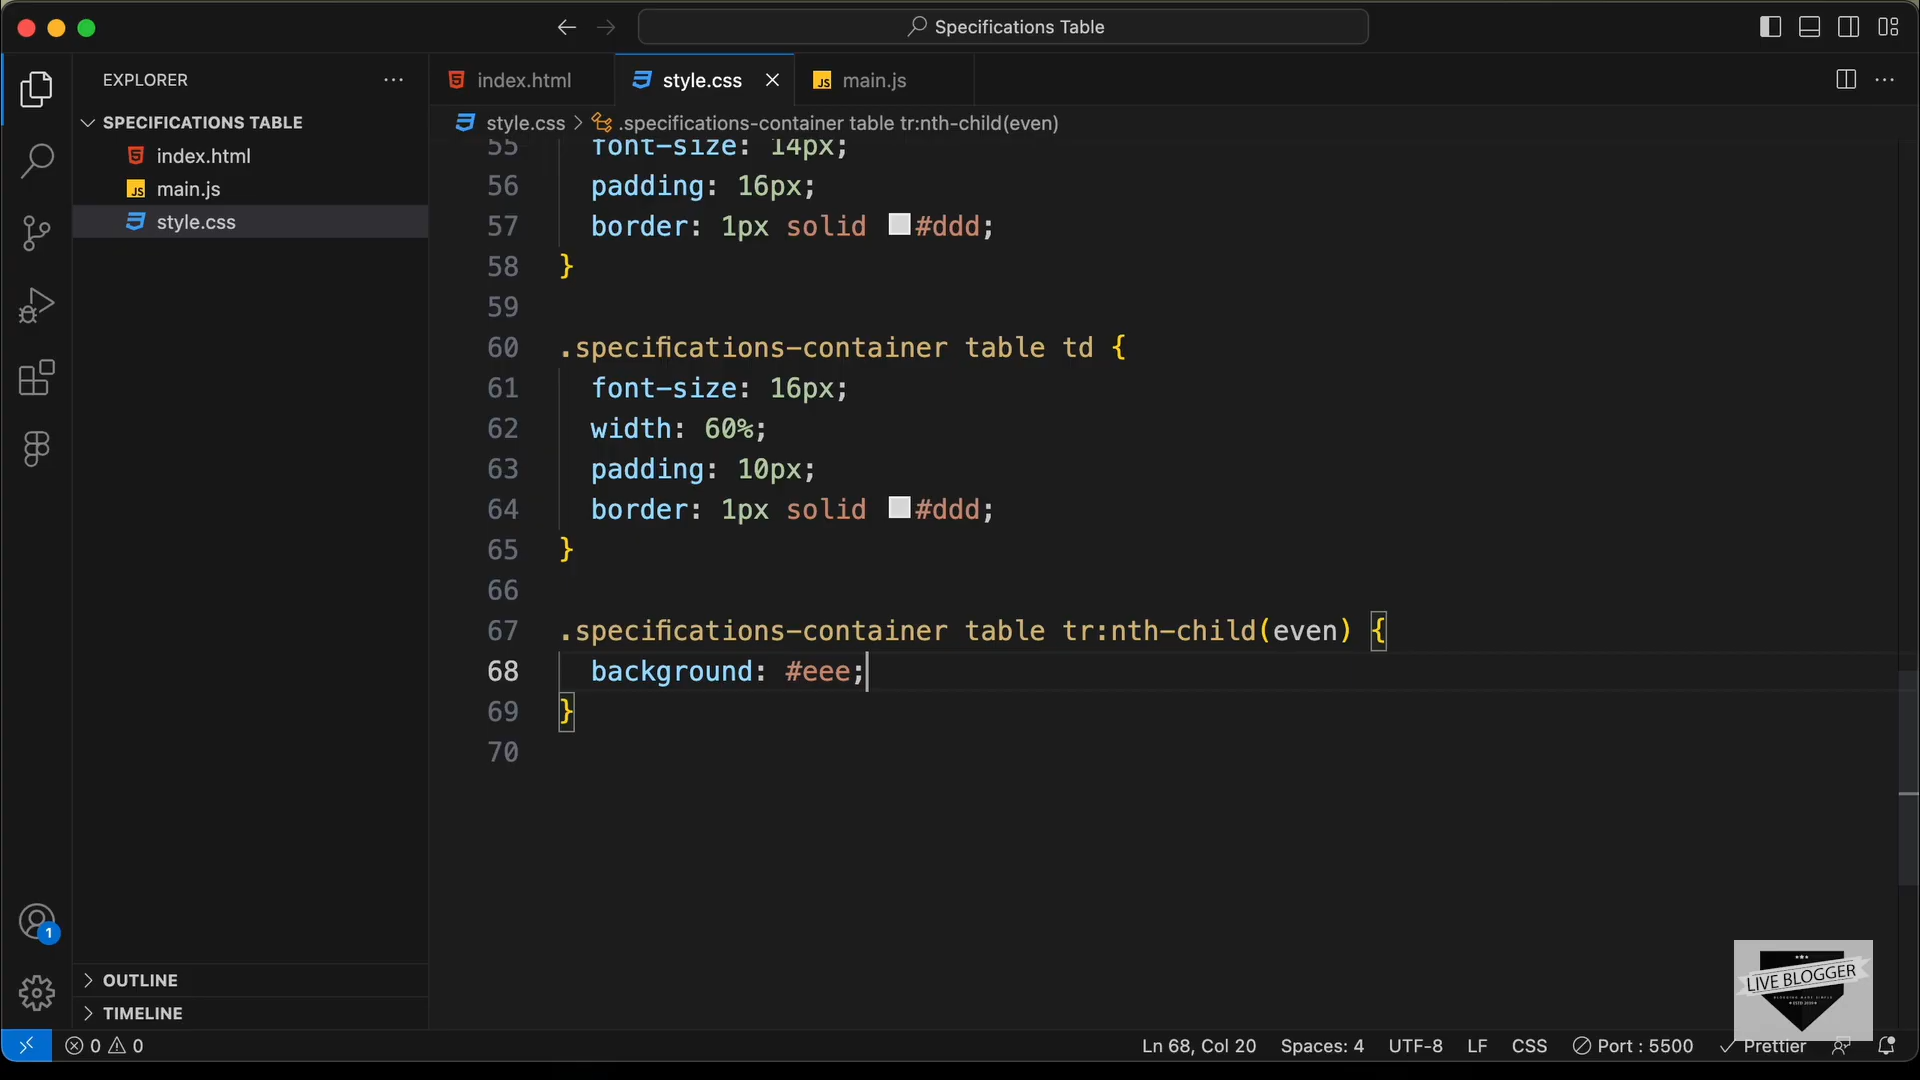 Specifications Table
EXPLORER
index.html
style.css
main.js
SPECIFICATIONS TABLE
style.css > .specifications-container table tr:nth-child(even)
index.html
main.js
style.css
55 font-size: 14px;
56 padding: 16px;
57 border: 1px solid #ddd;
58 }
59
60 .specifications-container table td {
61 font-size: 16px;
62 width: 60%;
63 padding: 10px;
64 border: 1px solid #ddd;
65 }
66
67 .specifications-container table tr:nth-child(even) {
68 background: #eee;
69 }
70
1
OUTLINE
TIMELINE
LIVE BLOGGER
0 0
Ln 68, Col 20 Spaces: 4 UTF-8 LF CSS Port : 5500 Prettier